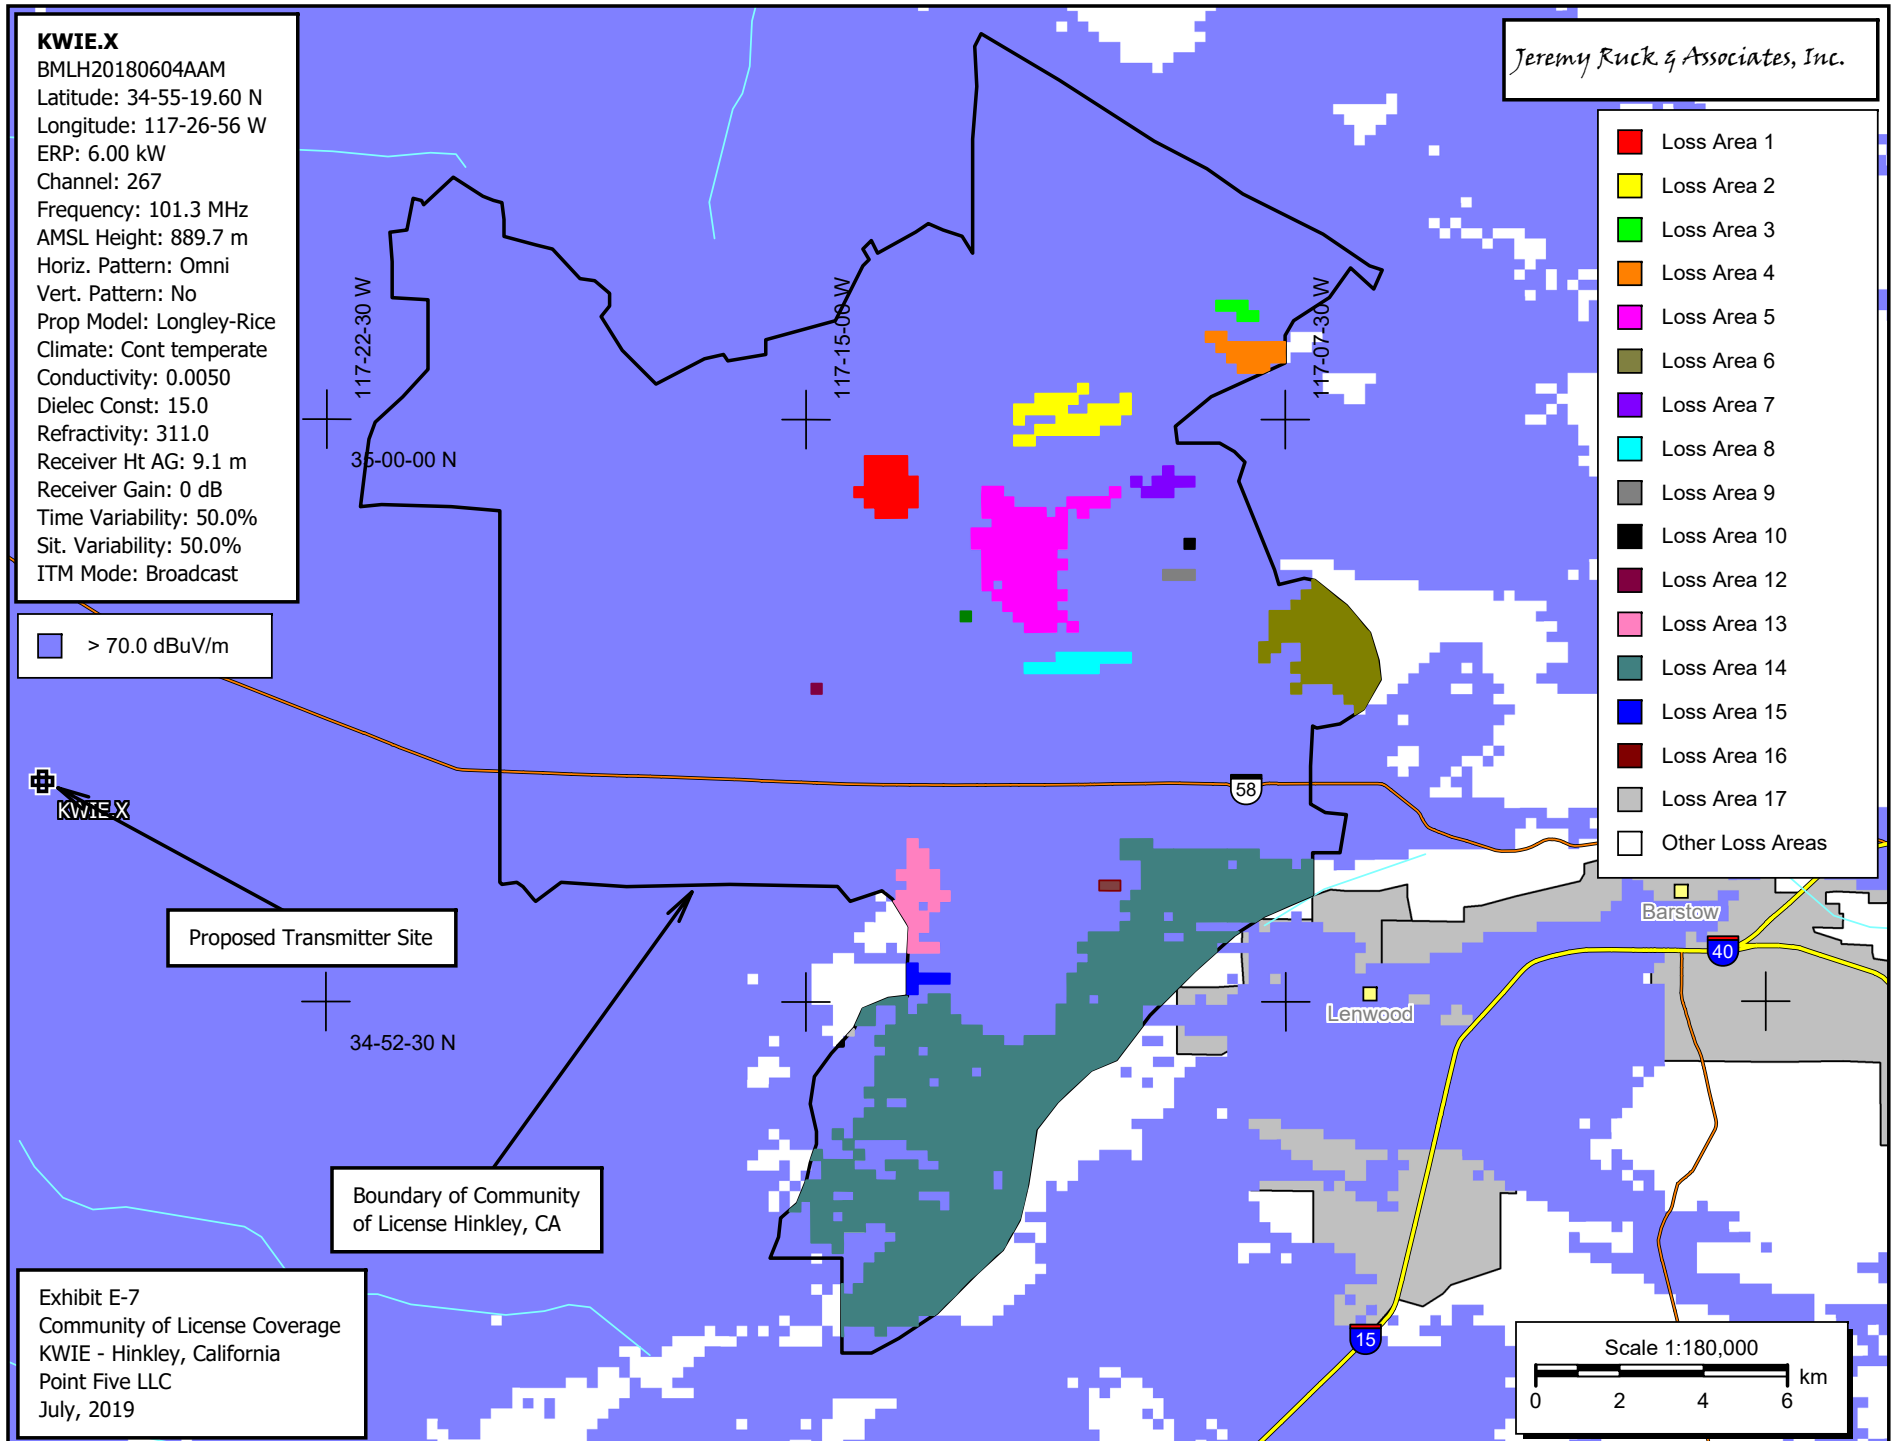 KWIE.X
BMLH20180604AAM
Latitude: 34-55-19.60 N
Longitude: 117-26-56 W
ERP: 6.00 kW
Channel: 267
Frequency: 101.3 MHz
AMSL Height: 889.7 m
Horiz. Pattern: Omni
Vert. Pattern: No
Prop Model: Longley-Rice
Climate: Cont temperate
Conductivity: 0.0050
Dielec Const: 15.0
Refractivity: 311.0
Receiver Ht AG: 9.1 m
Receiver Gain: 0 dB
Time Variability: 50.0%
Sit. Variability: 50.0%
ITM Mode: Broadcast
> 70.0 dBuV/m
Jeremy Ruck & Associates, Inc.
Loss Area 1
Loss Area 2
Loss Area 3
Loss Area 4
Loss Area 5
Loss Area 6
Loss Area 7
Loss Area 8
Loss Area 9
Loss Area 10
Loss Area 12
Loss Area 13
Loss Area 14
Loss Area 15
Loss Area 16
Loss Area 17
Other Loss Areas
117-22-30 W
117-15-00 W
117-07-30 W
35-00-00 N
58
KWIE.X
Proposed Transmitter Site
Barstow
40
Lenwood
34-52-30 N
Boundary of Community
of License Hinkley, CA
15
Exhibit E-7
Community of License Coverage
KWIE - Hinkley, California
Point Five LLC
July, 2019
Scale 1:180,000
km
0 2 4 6